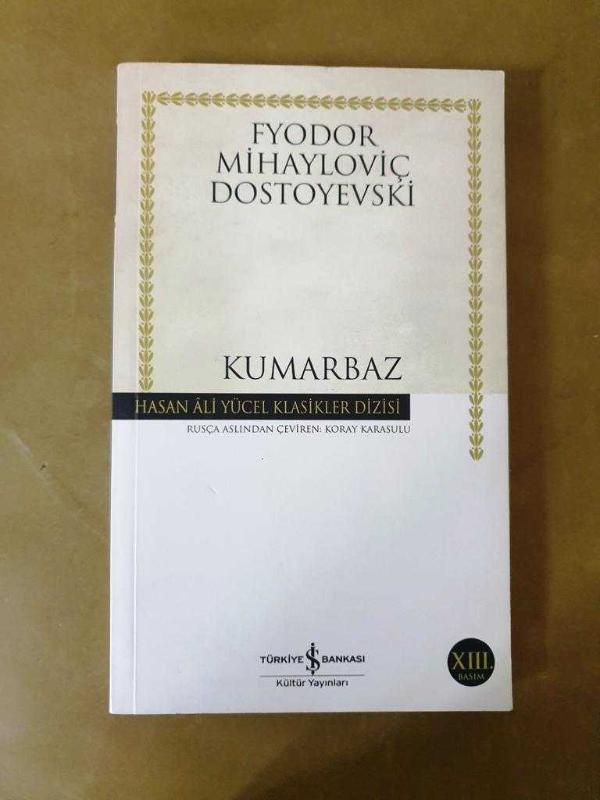 FYODOR
MİHAYLOVİÇ
DOSTOYEVSKİ
KUMARBAZ
HASAN ÂLİ YÜCEL KLASİKLER DİZİSİ
RUSÇA ASLINDAN ÇEVİREN: KORAY KARASULU
TÜRKİYE İŞ BANKASI
Kültür Yayınları
XIII.
BASIM